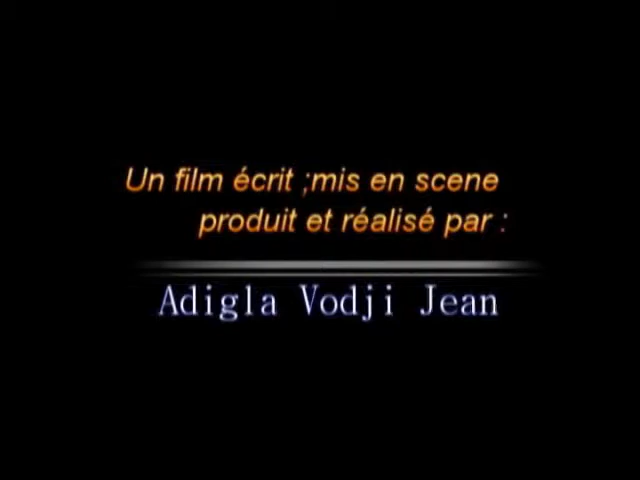 Un film écrit ;mis en scene
produit et réalisé par :
Adigla Vodji Jean